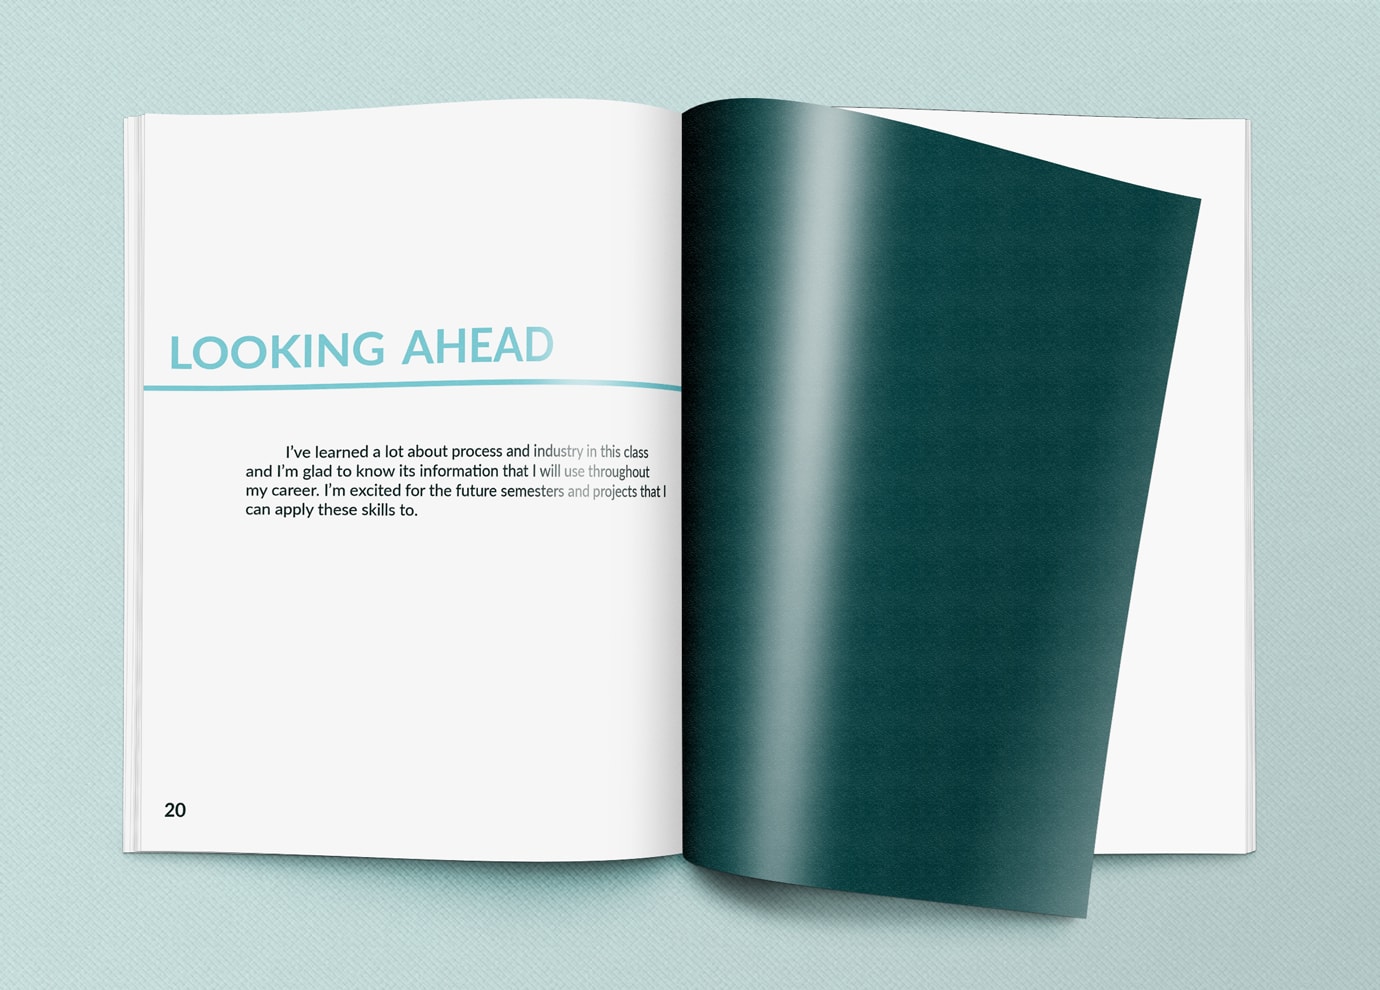 LOOKING AHEAD
I’ve learned a lot about process and industry in this class
and I’m glad to know its information that I will use throughout
my career. I’m excited for the future semesters and projects that I
can apply these skills to.
20